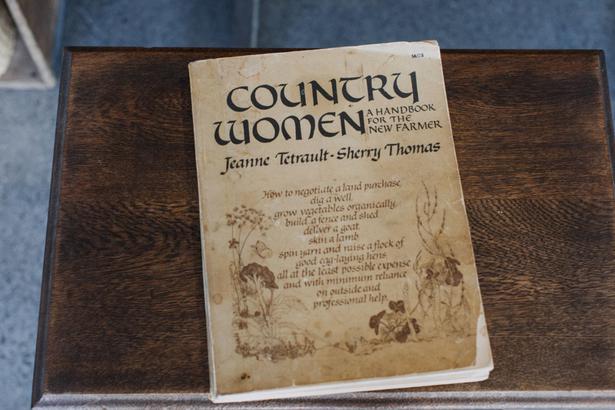 COUNTRY
WOMEN
A HANDBOOK
FOR THE
NEW FARMER
Jeanne Tetrault - Sherry Thomas
How to negotiate a land purchase,
dig a well,
grow vegetables organically,
build a fence and shed
deliver a goat,
skin a lamb
spin yarn and raise a flock of
good egg-laying hens
all at the least possible expense
and with minimum reliance
on outside and
professional help.